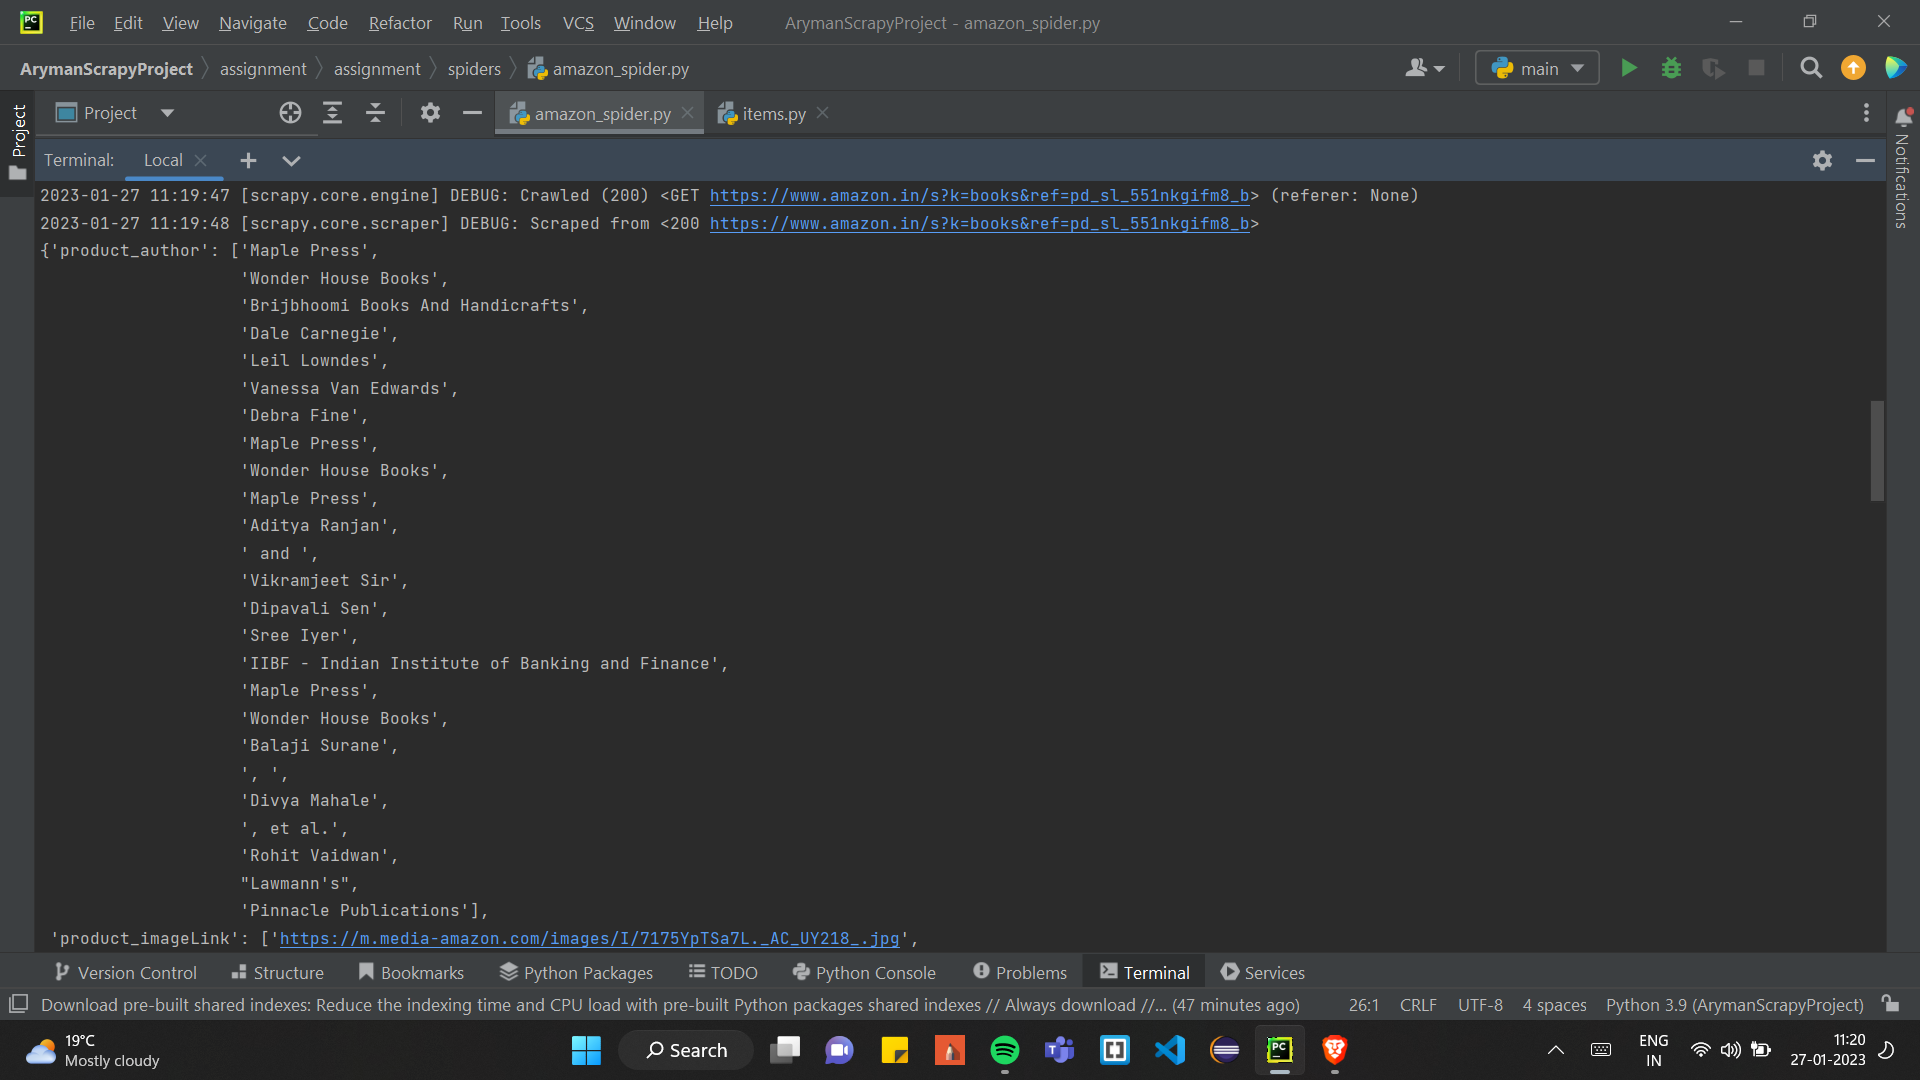 File Edit View Navigate Code Refactor Run Tools VCS Window Help ArymanScrapyProject - amazon_spider.py
ArymanScrapyProject assignment assignment spiders amazon_spider.py main
Project amazon_spider.py items.py
Project
Notifications
Terminal: Local
2023-01-27 11:19:47 [scrapy.core.engine] DEBUG: Crawled (200) <GET https://www.amazon.in/s?k=books&ref=pd_sl_551nkgifm8_b> (referer: None)
2023-01-27 11:19:48 [scrapy.core.scraper] DEBUG: Scraped from <200 https://www.amazon.in/s?k=books&ref=pd_sl_551nkgifm8_b>
{'product_author': ['Maple Press',
'Wonder House Books',
'Brijbhoomi Books And Handicrafts',
'Dale Carnegie',
'Leil Lowndes',
'Vanessa Van Edwards',
'Debra Fine',
'Maple Press',
'Wonder House Books',
'Maple Press',
'Aditya Ranjan',
' and ',
'Vikramjeet Sir',
'Dipavali Sen',
'Sree Iyer',
'IIBF - Indian Institute of Banking and Finance',
'Maple Press',
'Wonder House Books',
'Balaji Surane',
', ',
'Divya Mahale',
', et al.',
'Rohit Vaidwan',
"Lawmann's",
'Pinnacle Publications'],
'product_imageLink': ['https://m.media-amazon.com/images/I/7175YpTSa7L._AC_UY218_.jpg',
Version Control Structure Bookmarks Python Packages TODO Python Console Problems Terminal Services
Download pre-built shared indexes: Reduce the indexing time and CPU load with pre-built Python packages shared indexes // Always download //... (47 minutes ago) 26:1 CRLF UTF-8 4 spaces Python 3.9 (ArymanScrapyProject)
19°C
Mostly cloudy
Search
ENG
IN
11:20
27-01-2023